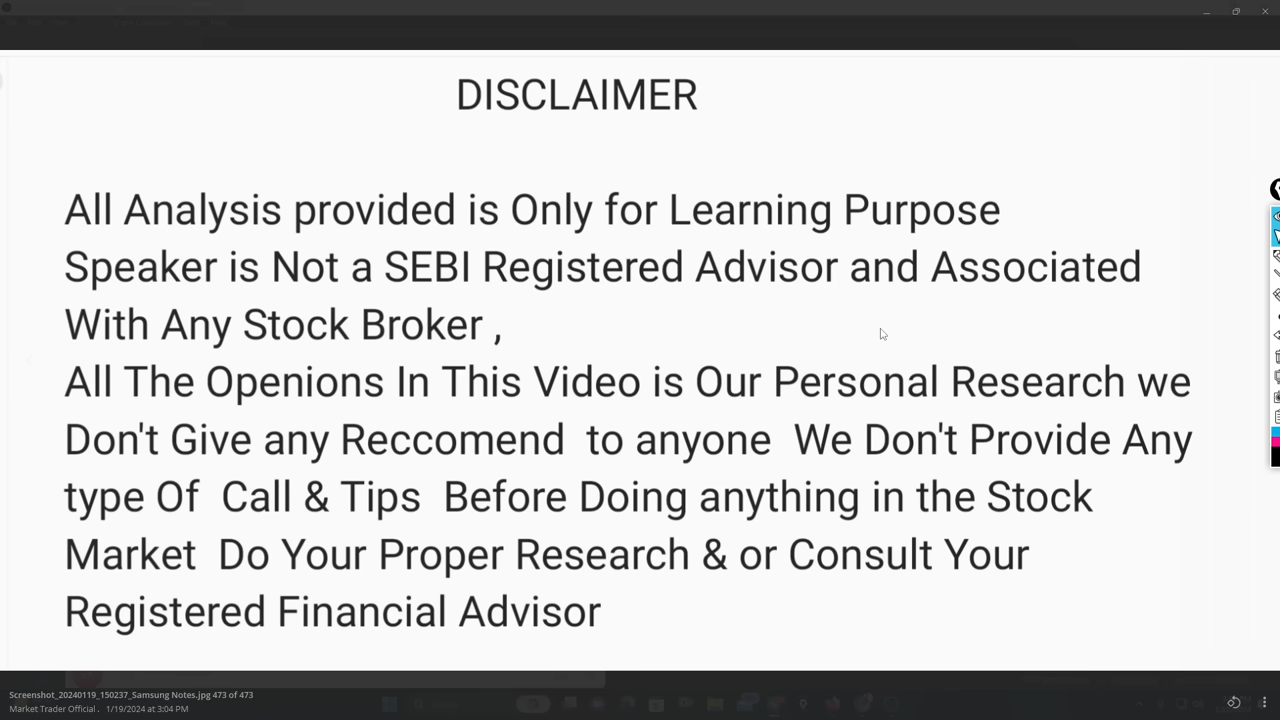 DISCLAIMER
All Analysis provided is Only for Learning Purpose
Speaker is Not a SEBI Registered Advisor and Associated
With Any Stock Broker ,
All The Openions In This Video is Our Personal Research we
Don't Give any Reccomend to anyone We Don't Provide Any
type Of Call & Tips Before Doing anything in the Stock
Market Do Your Proper Research & or Consult Your
Registered Financial Advisor
Screenshot_20240119_150237_Samsung Notes.jpg 473 of 473
Market Trader Official . 1/19/2024 at 3:04 PM